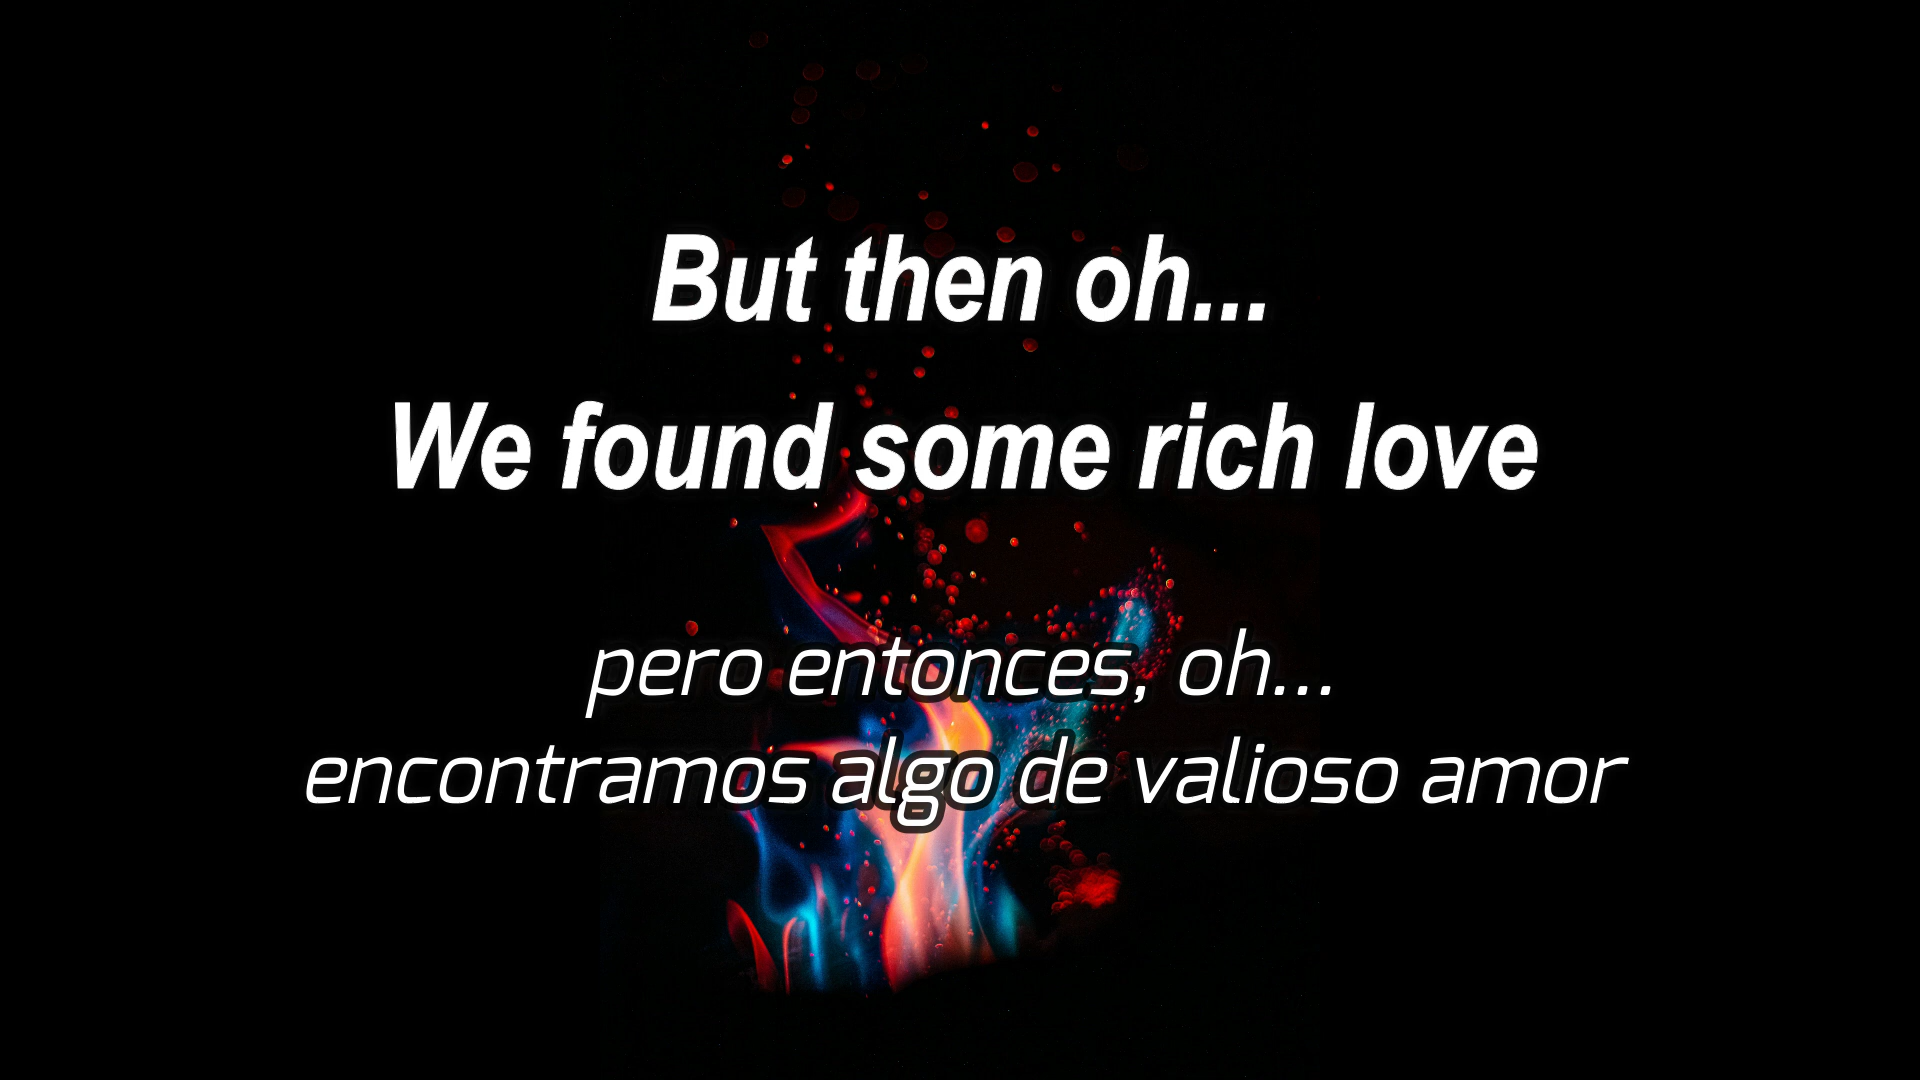 But then oh...
We found some rich love
pero entonces, oh...
encontramos algo de valioso amor